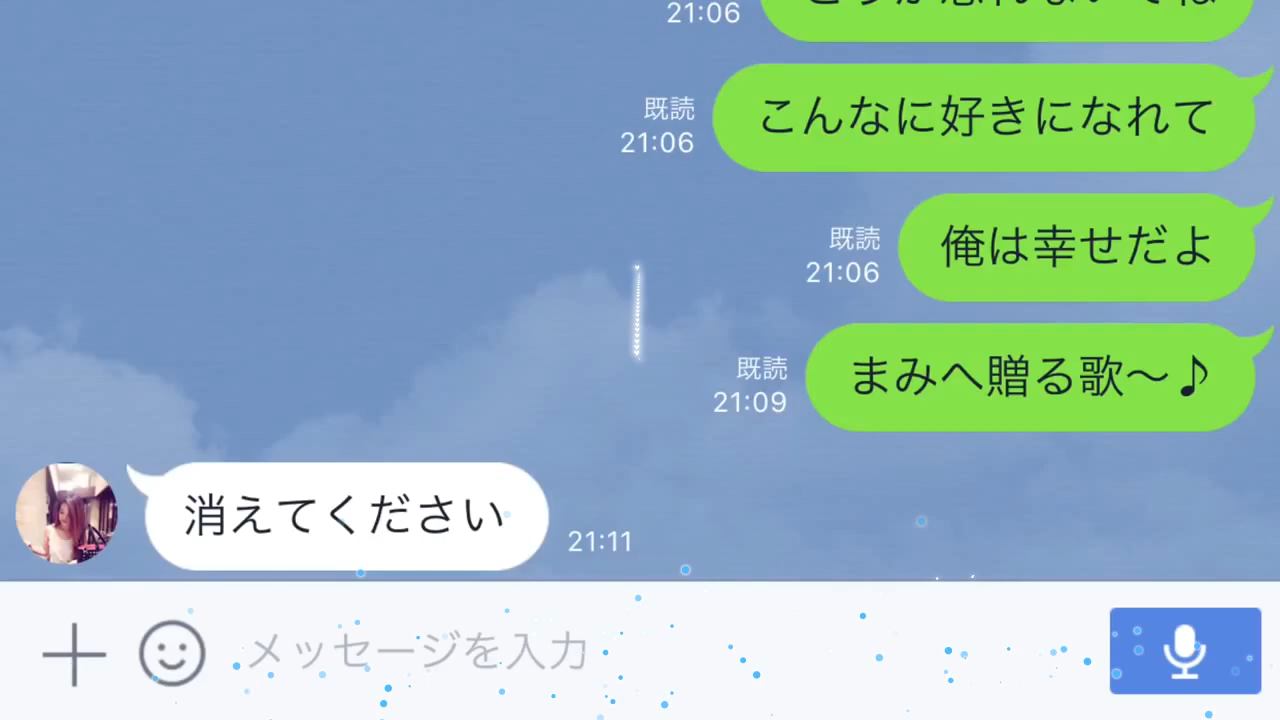 21:06
既読
21:06
こんなに好きになれて
既読
21:06
俺は幸せだよ
既読
21:09
まみへ贈る歌〜♪
消えてください
21:11
メッセージを入力